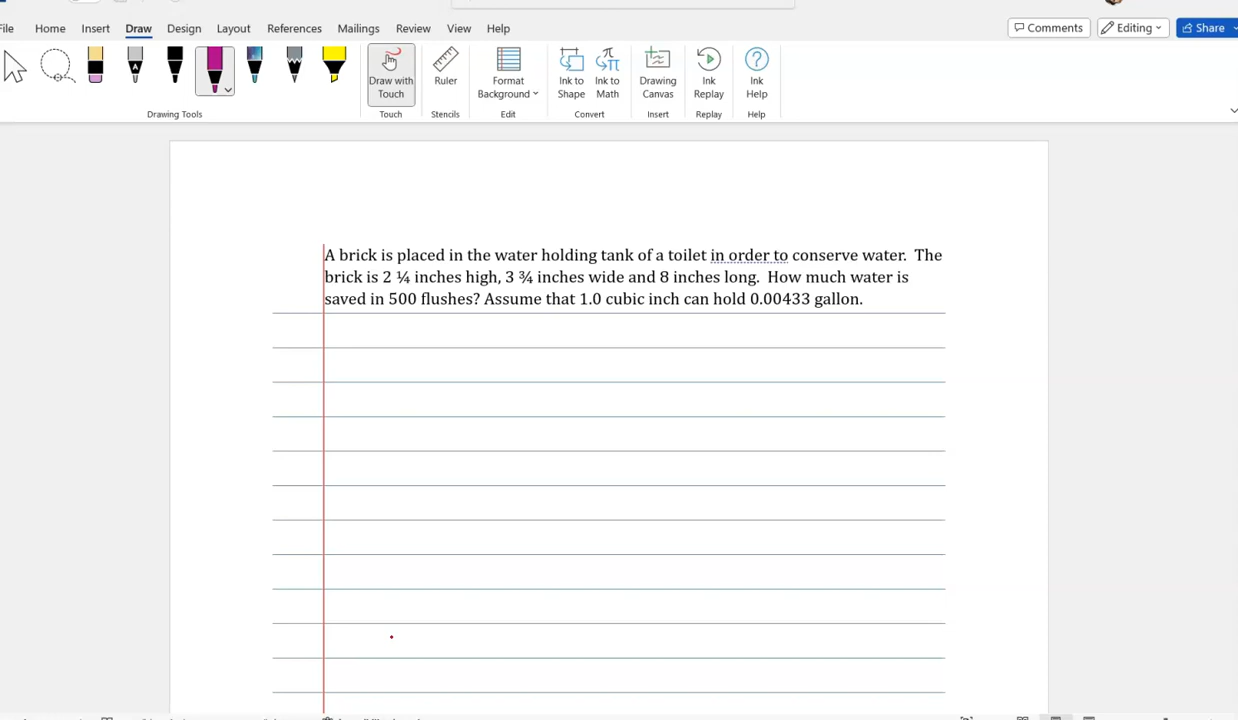 File Home Insert Draw Design Layout References Mailings Review View Help Comments Editing Share
Draw with Touch Ruler Format Background Ink to Shape Ink to Math Drawing Canvas Ink Replay Ink Help
Drawing Tools Touch Stencils Edit Convert Insert Replay Help
A brick is placed in the water holding tank of a toilet in order to conserve water. The
brick is 2 ¼ inches high, 3 ¾ inches wide and 8 inches long. How much water is
saved in 500 flushes? Assume that 1.0 cubic inch can hold 0.00433 gallon.